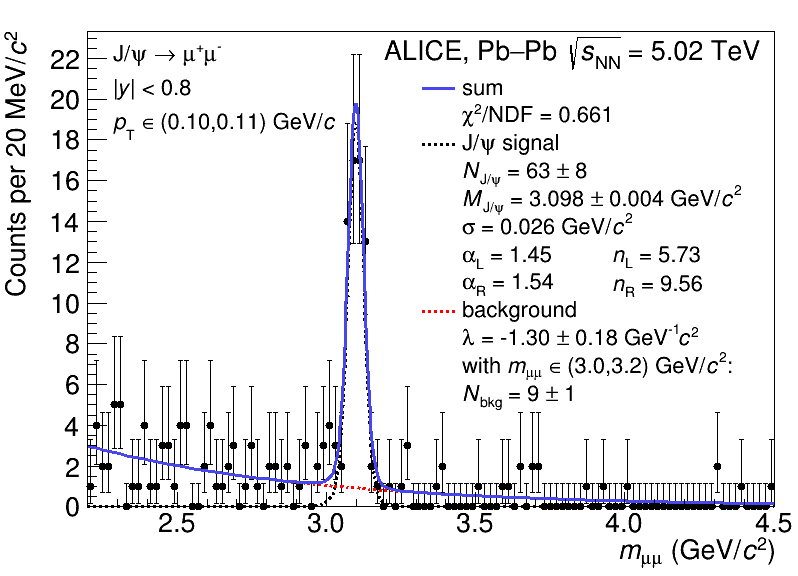 ALICE, Pb–Pb √s_NN = 5.02 TeV
J/ψ → μ⁺μ⁻
|y| < 0.8
p_T ∈ (0.10,0.11) GeV/c
sum
χ²/NDF = 0.661
J/ψ signal
N_J/ψ = 63 ± 8
M_J/ψ = 3.098 ± 0.004 GeV/c²
σ = 0.026 GeV/c²
α_L = 1.45 n_L = 5.73
α_R = 1.54 n_R = 9.56
background
λ = -1.30 ± 0.18 GeV⁻¹c²
with m_μμ ∈ (3.0,3.2) GeV/c²:
N_bkg = 9 ± 1
Counts per 20 MeV/c²
22
20
18
16
14
12
10
8
6
4
2
0
2.5 3.0 3.5 4.0 4.5
m_μμ (GeV/c²)